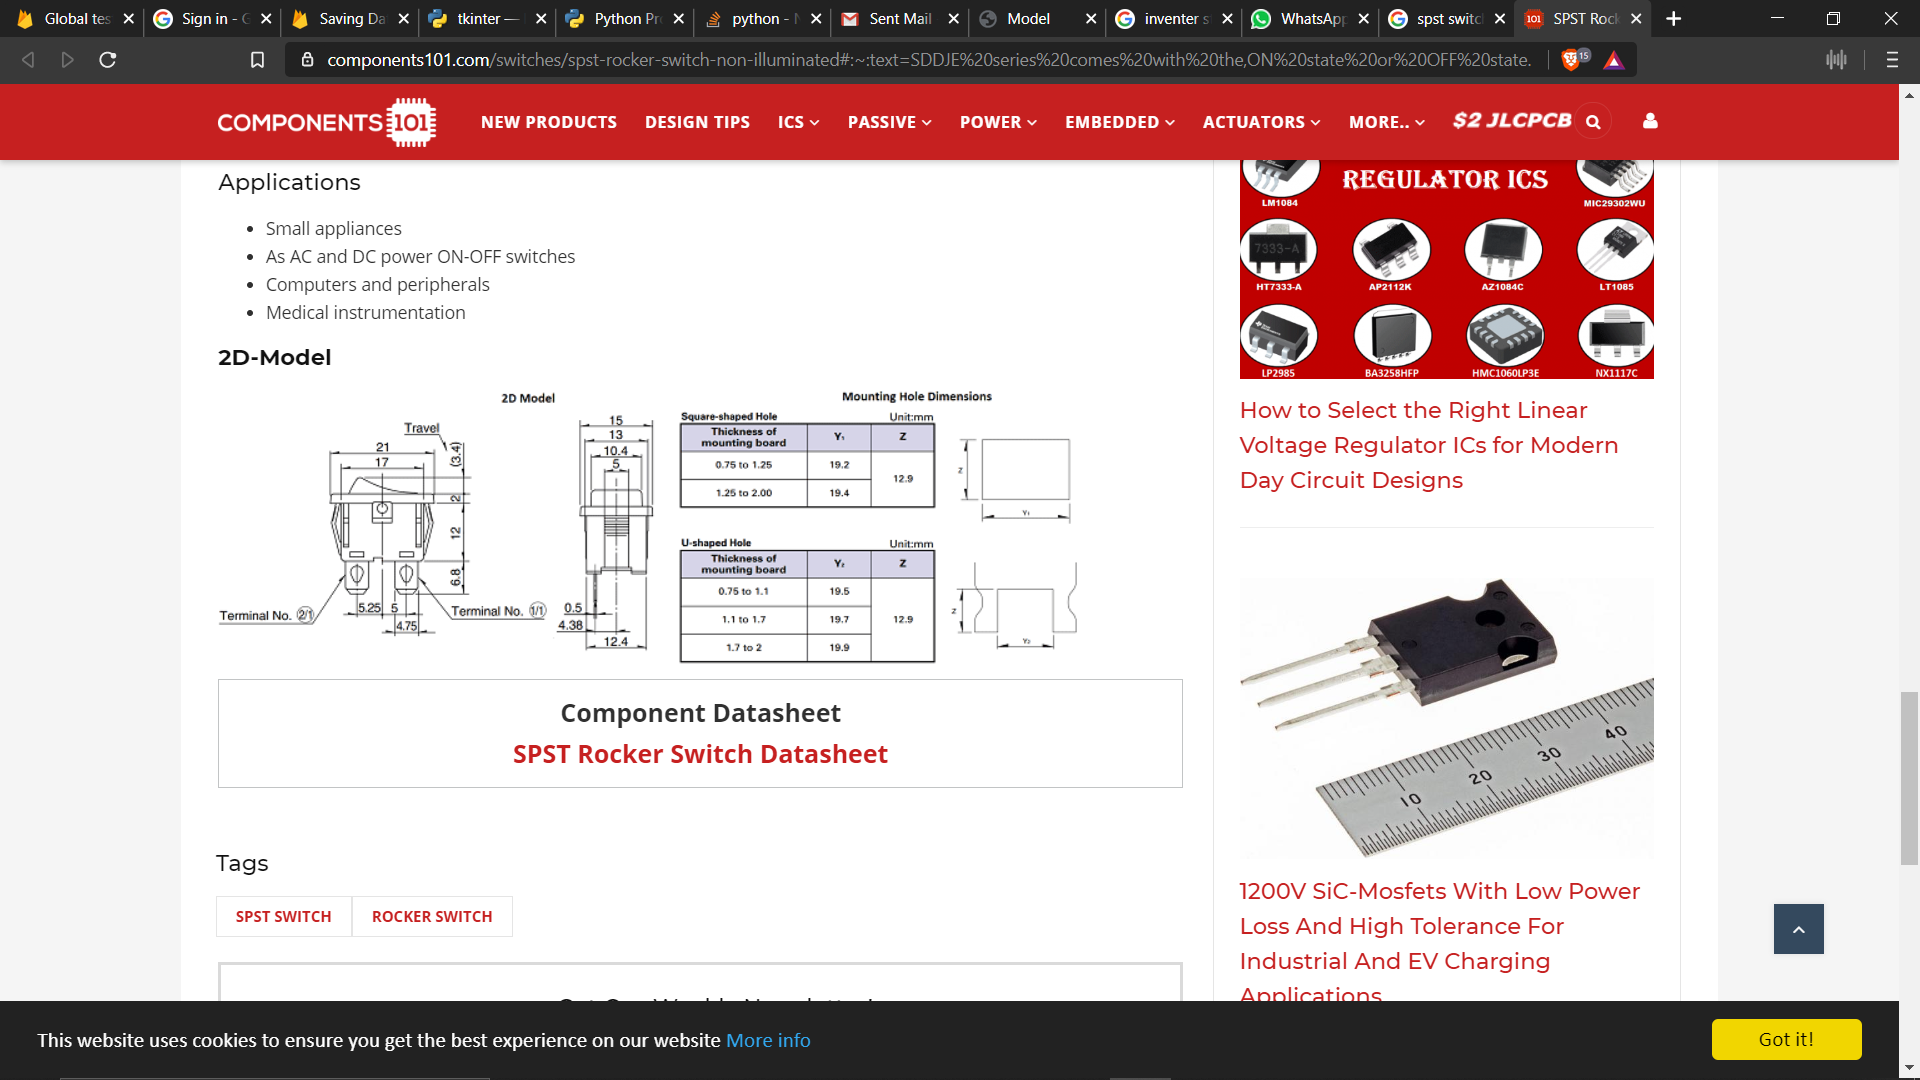 Global tes
Sign in - G
Saving Da
tkinter —
Python Pr
python - N
Sent Mail
Model
inventer s
WhatsApp
spst switc
SPST Rock
components101.com/switches/spst-rocker-switch-non-illuminated#:~:text=SDDJE%20series%20comes%20with%20the,ON%20state%20or%20OFF%20state.
15
COMPONENTS 101
NEW PRODUCTS
DESIGN TIPS
ICS
PASSIVE
POWER
EMBEDDED
ACTUATORS
MORE..
$2 JLCPCB
Applications
Small appliances
As AC and DC power ON-OFF switches
Computers and peripherals
Medical instrumentation
2D-Model
2D Model
Travel
21
17
(3.4)
2
12
6.8
Terminal No. 2/1
5.25
5
4.75
Terminal No. 1/1
15
13
10.4
5
0.5
4.38
12.4
Mounting Hole Dimensions
Square-shaped Hole Unit:mm
Thickness of mounting board Y₁ Z
0.75 to 1.25 19.2 12.9
1.25 to 2.00 19.4
Z
Y₁
U-shaped Hole Unit:mm
Thickness of mounting board Y₂ Z
0.75 to 1.1 19.5
1.1 to 1.7 19.7 12.9
1.7 to 2 19.9
Z
Y₂
Component Datasheet
SPST Rocker Switch Datasheet
Tags
SPST SWITCH
ROCKER SWITCH
REGULATOR ICS
LM1084
MIC29302WU
7333-A
HT7333-A
AP2112K
AZ1084C
LT1085
LP2985
BA3258HFP
HMC1060LP3E
NX1117C
How to Select the Right Linear
Voltage Regulator ICs for Modern
Day Circuit Designs
10 20 30 40
1200V SiC-Mosfets With Low Power
Loss And High Tolerance For
Industrial And EV Charging
Applications
This website uses cookies to ensure you get the best experience on our website More info
Got it!